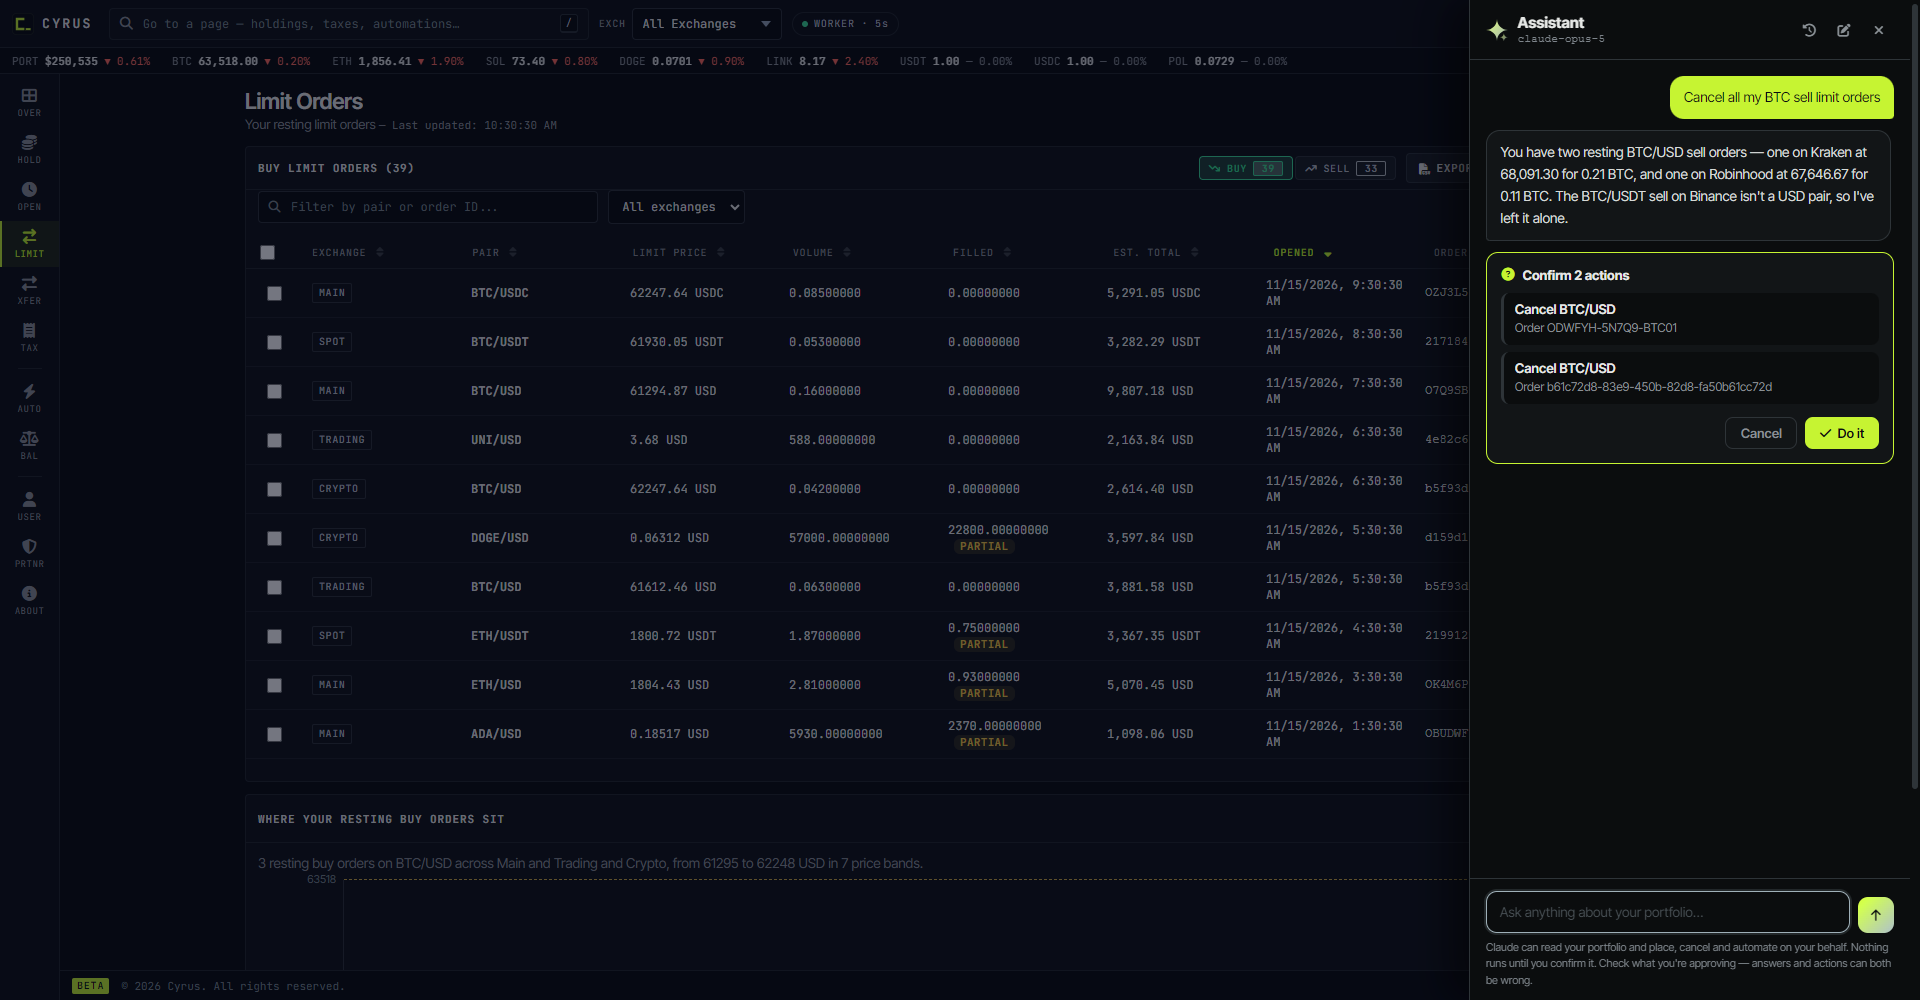 CYRUS
Go to a page — holdings, taxes, automations…
/
EXCH
All Exchanges
WORKER · 5s
PORT $250,535 ▼ 0.61%
BTC 63,518.00 ▼ 0.20%
ETH 1,856.41 ▼ 1.90%
SOL 73.40 ▼ 0.80%
DOGE 0.0701 ▼ 0.90%
LINK 8.17 ▼ 2.40%
USDT 1.00 — 0.00%
USDC 1.00 — 0.00%
POL 0.0729 — 0.00%
OVER
HOLD
OPEN
LIMIT
XFER
TAX
AUTO
BAL
USER
PRTNR
ABOUT
Limit Orders
Your resting limit orders — Last updated: 10:30:30 AM
BUY LIMIT ORDERS (39)
BUY 39
SELL 33
EXPOR
Filter by pair or order ID...
All exchanges
EXCHANGE PAIR LIMIT PRICE VOLUME FILLED EST. TOTAL OPENED ORDER
MAIN BTC/USDC 62247.64 USDC 0.08500000 0.00000000 5,291.05 USDC 11/15/2026, 9:30:30 AM OZJ3L5
SPOT BTC/USDT 61930.05 USDT 0.05300000 0.00000000 3,282.29 USDT 11/15/2026, 8:30:30 AM 217184
MAIN BTC/USD 61294.87 USD 0.16000000 0.00000000 9,807.18 USD 11/15/2026, 7:30:30 AM O7Q9SB
TRADING UNI/USD 3.68 USD 588.00000000 0.00000000 2,163.84 USD 11/15/2026, 6:30:30 AM 4e82c6
CRYPTO BTC/USD 62247.64 USD 0.04200000 0.00000000 2,614.40 USD 11/15/2026, 6:30:30 AM b5f93d
CRYPTO DOGE/USD 0.06312 USD 57000.00000000 22800.00000000 PARTIAL 3,597.84 USD 11/15/2026, 5:30:30 AM d159d1
TRADING BTC/USD 61612.46 USD 0.06300000 0.00000000 3,881.58 USD 11/15/2026, 5:30:30 AM b5f93d
SPOT ETH/USDT 1800.72 USDT 1.87000000 0.75000000 PARTIAL 3,367.35 USDT 11/15/2026, 4:30:30 AM 219912
MAIN ETH/USD 1804.43 USD 2.81000000 0.93000000 PARTIAL 5,070.45 USD 11/15/2026, 3:30:30 AM OK4M6P
MAIN ADA/USD 0.18517 USD 5930.00000000 2370.00000000 PARTIAL 1,098.06 USD 11/15/2026, 1:30:30 AM OBUDWF
WHERE YOUR RESTING BUY ORDERS SIT
3 resting buy orders on BTC/USD across Main and Trading and Crypto, from 61295 to 62248 USD in 7 price bands.
63518
BETA © 2026 Cyrus. All rights reserved.
Assistant
claude-opus-5
Cancel all my BTC sell limit orders
You have two resting BTC/USD sell orders — one on Kraken at
68,091.30 for 0.21 BTC, and one on Robinhood at 67,646.67 for
0.11 BTC. The BTC/USDT sell on Binance isn't a USD pair, so I've
left it alone.
? Confirm 2 actions
Cancel BTC/USD
Order ODWFYH-5N7Q9-BTC01
Cancel BTC/USD
Order b61c72d8-83e9-450b-82d8-fa50b61cc72d
Cancel
Do it
Ask anything about your portfolio…
Claude can read your portfolio and place, cancel and automate on your behalf. Nothing
runs until you confirm it. Check what you're approving — answers and actions can both
be wrong.